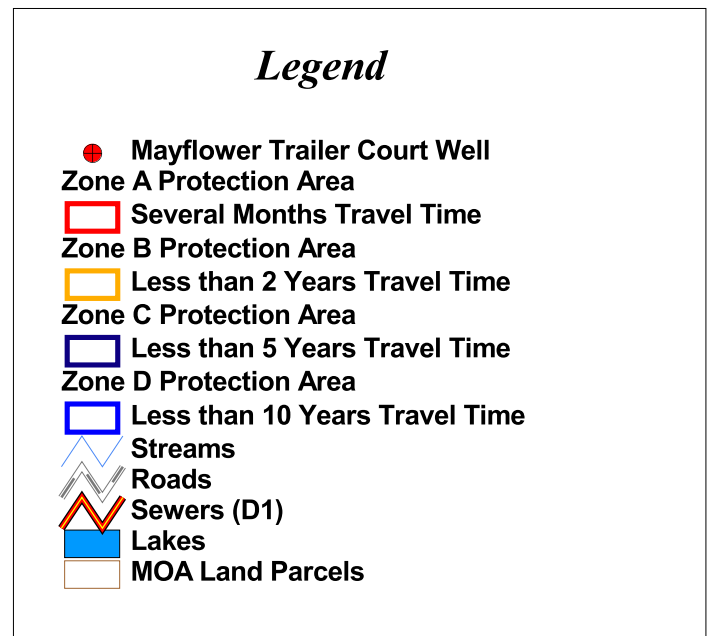 Legend
Mayflower Trailer Court Well
Zone A Protection Area
Several Months Travel Time
Zone B Protection Area
Less than 2 Years Travel Time
Zone C Protection Area
Less than 5 Years Travel Time
Zone D Protection Area
Less than 10 Years Travel Time
Streams
Roads
Sewers (D1)
Lakes
MOA Land Parcels